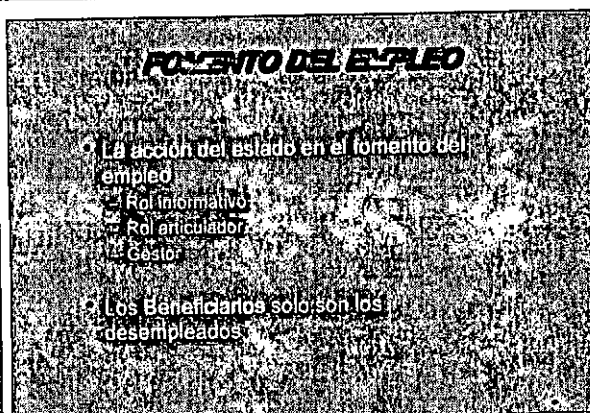 FOMENTO DEL EMPLEO
La acción del estado en el fomento del
empleo
– Rol informativo
– Rol articulador
– Gestor
Los Beneficiarios solo son los
desempleados